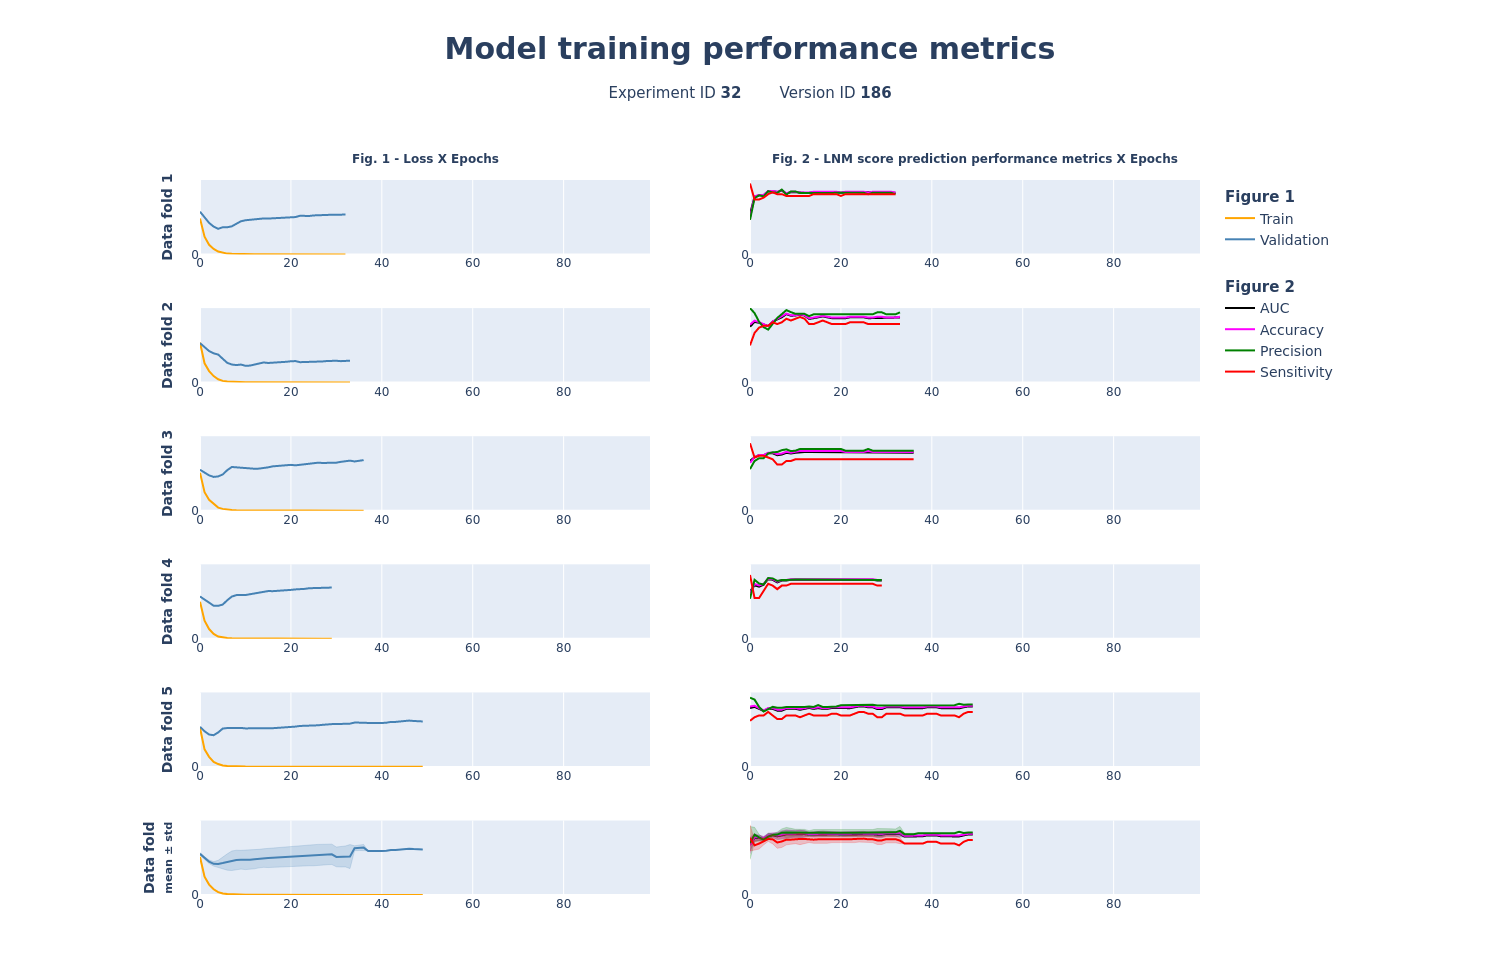 Model training performance metrics
Experiment ID 32 Version ID 186
Fig. 1 - Loss X Epochs
Fig. 2 - LNM score prediction performance metrics X Epochs
Data fold 1
0
0 20 40 60 80
0
0 20 40 60 80
Data fold 2
0
0 20 40 60 80
0
0 20 40 60 80
Data fold 3
0
0 20 40 60 80
0
0 20 40 60 80
Data fold 4
0
0 20 40 60 80
0
0 20 40 60 80
Data fold 5
0
0 20 40 60 80
0
0 20 40 60 80
Data fold
mean ± std
0
0 20 40 60 80
0
0 20 40 60 80
Figure 1
Train
Validation
Figure 2
AUC
Accuracy
Precision
Sensitivity